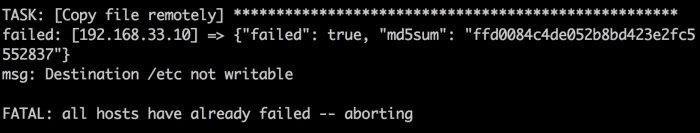 TASK: [Copy file remotely] ****************************************************
failed: [192.168.33.10] => {"failed": true, "md5sum": "ffd0084c4de052b8bd423e2fc5
552837"}
msg: Destination /etc not writable
FATAL: all hosts have already failed -- aborting